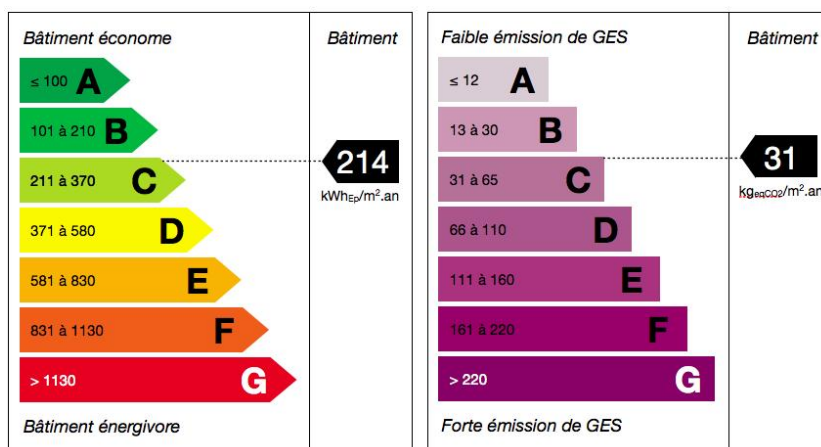 Bâtiment économe
Bâtiment
≤ 100 A
101 à 210 B
211 à 370 C
371 à 580 D
581 à 830 E
831 à 1130 F
> 1130 G
214
kWhEp/m².an
Bâtiment énergivore
Faible émission de GES
Bâtiment
≤ 12 A
13 à 30 B
31 à 65 C
66 à 110 D
111 à 160 E
161 à 220 F
> 220 G
31
kgeqCO2/m².an
Forte émission de GES